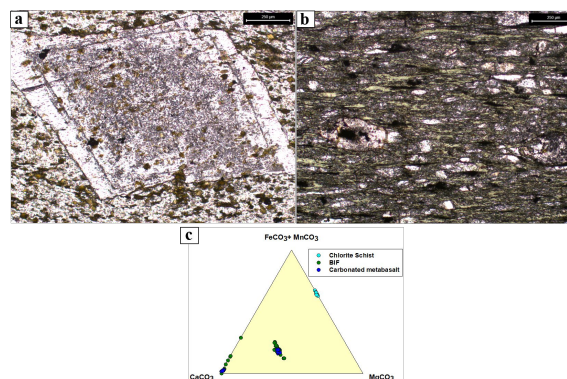 a
250 µm
b
250 µm
c
FeCO₃+ MnCO₃
Chlorite Schist
BIF
Carbonated metabasalt
CaCO₃
MgCO₃